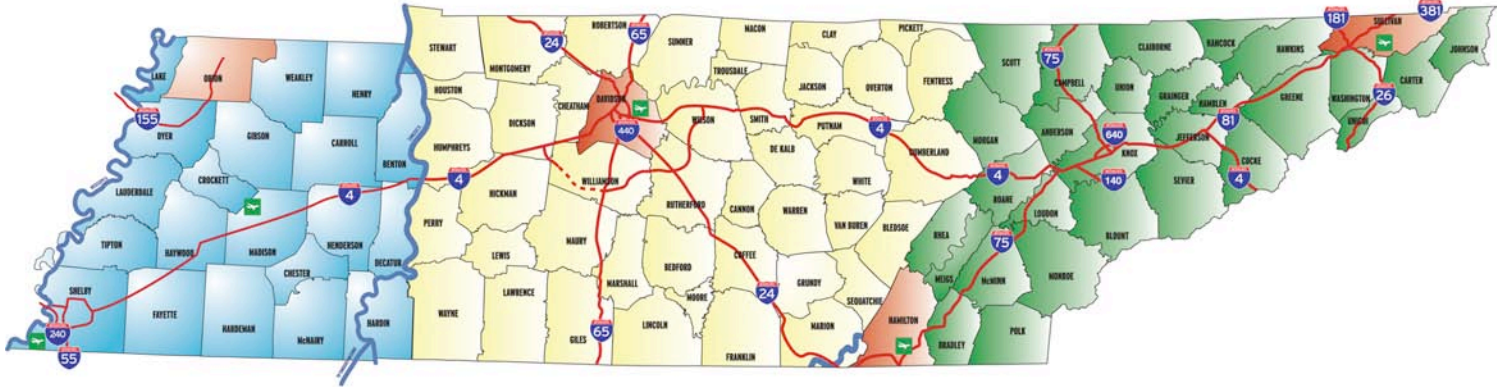 181
381
ROBERTSON
SULLIVAN
24
65
STEWART
SUMNER
MACON
CLAY
PICKETT
HANCOCK
HAWKINS
JOHNSON
LAKE
OBION
WEAKLEY
HENRY
MONTGOMERY
TROUSDALE
SCOTT
75
CAMPBELL
CLAIBORNE
HOUSTON
JACKSON
OVERTON
FENTRESS
UNION
GRAINGER
HAMBLEN
GREENE
WASHINGTON
CARTER
26
UNICOI
155
DYER
GIBSON
CARROLL
BENTON
HUMPHREYS
DICKSON
CHEATHAM
DAVIDSON
440
WILSON
SMITH
PUTNAM
4
DE KALB
CUMBERLAND
MORGAN
ANDERSON
640
KNOX
JEFFERSON
81
COCKE
4
LAUDERDALE
CROCKETT
4
4
HICKMAN
WILLIAMSON
RUTHERFORD
CANNON
WARREN
WHITE
VAN BUREN
BLEDSOE
4
ROANE
LOUDON
140
SEVIER
BLOUNT
TIPTON
HAYWOOD
MADISON
HENDERSON
DECATUR
PERRY
LEWIS
MAURY
BEDFORD
COFFEE
GRUNDY
RHEA
75
MEIGS
McMINN
MONROE
SHELBY
FAYETTE
HARDEMAN
CHESTER
McNAIRY
HARDIN
WAYNE
LAWRENCE
GILES
MARSHALL
MOORE
LINCOLN
FRANKLIN
24
SEQUATCHIE
MARION
HAMILTON
BRADLEY
POLK
240
55
65